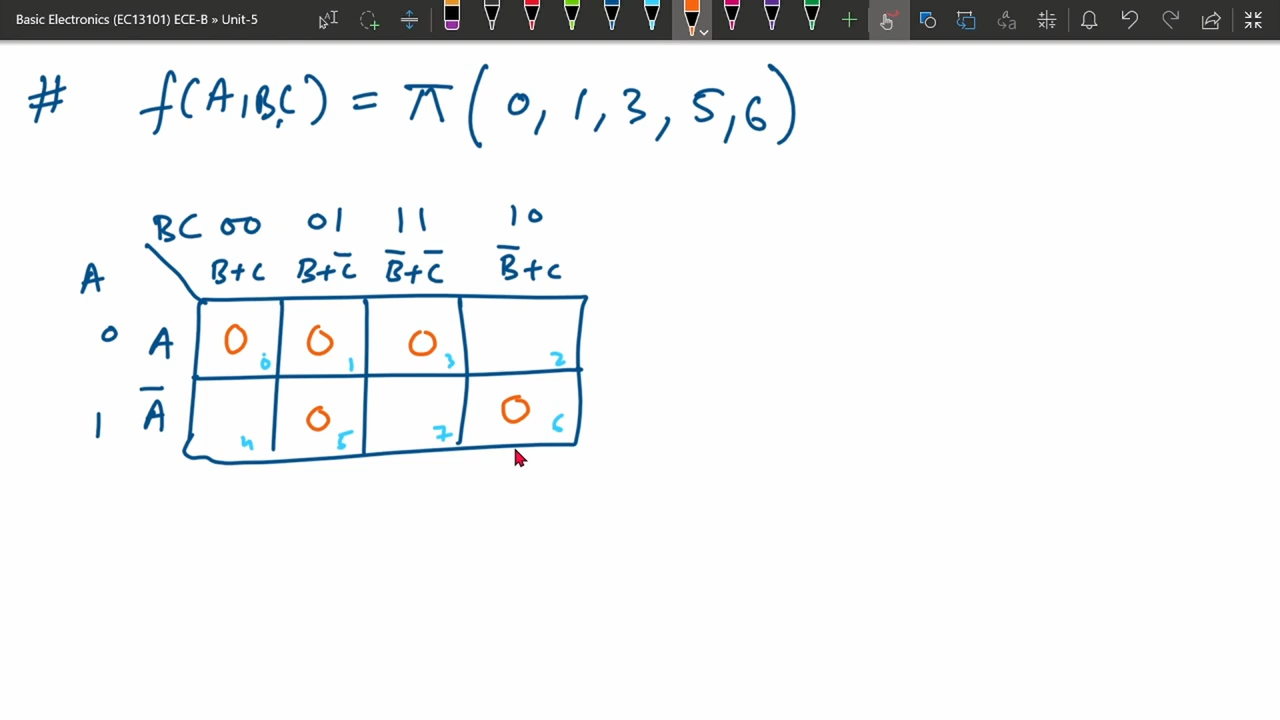 Basic Electronics (EC13101) ECE-B » Unit-5
# f(A,B,C) = π(0, 1, 3, 5, 6)
BC 00 01 11 10
A B+C B+C̅ B̅+C̅ B̅+C
0 A 0 0 0 1 0 3 2
1 A̅ 4 0 5 7 0 6